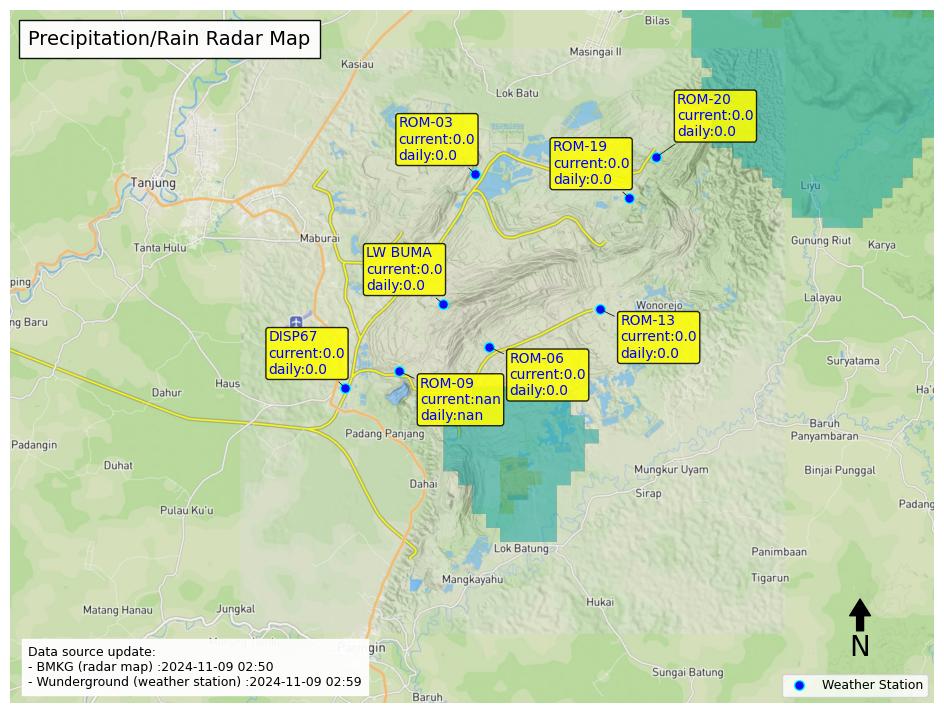 Precipitation/Rain Radar Map
Bilas
Masingai II
Kasiau
Lok Batu
ROM-20
current:0.0
daily:0.0
ROM-03
current:0.0
daily:0.0
ROM-19
current:0.0
daily:0.0
Tanjung
Liyu
Maburai
Tanta Hulu
Gunung Riut
Karya
LW BUMA
current:0.0
daily:0.0
ping
Lalayau
Wonorejo
ng Baru
ROM-13
current:0.0
daily:0.0
DISP67
current:0.0
daily:0.0
ROM-06
current:0.0
daily:0.0
Suryatama
Haus
Dahur
ROM-09
current:nan
daily:nan
Ha'
Baruh
Panyambaran
Padang Panjang
Padangin
Duhat
Dahai
Mungkur Uyam
Binjai Punggal
Sirap
Padang
Pulau Ku'u
Lok Batung
Panimbaan
Mangkayahu
Tigarun
Hukai
Matang Hanau
Jungkal
N
Sungai Batung
Baruh
Data source update:
- BMKG (radar map) :2024-11-09 02:50
- Wunderground (weather station) :2024-11-09 02:59
Weather Station